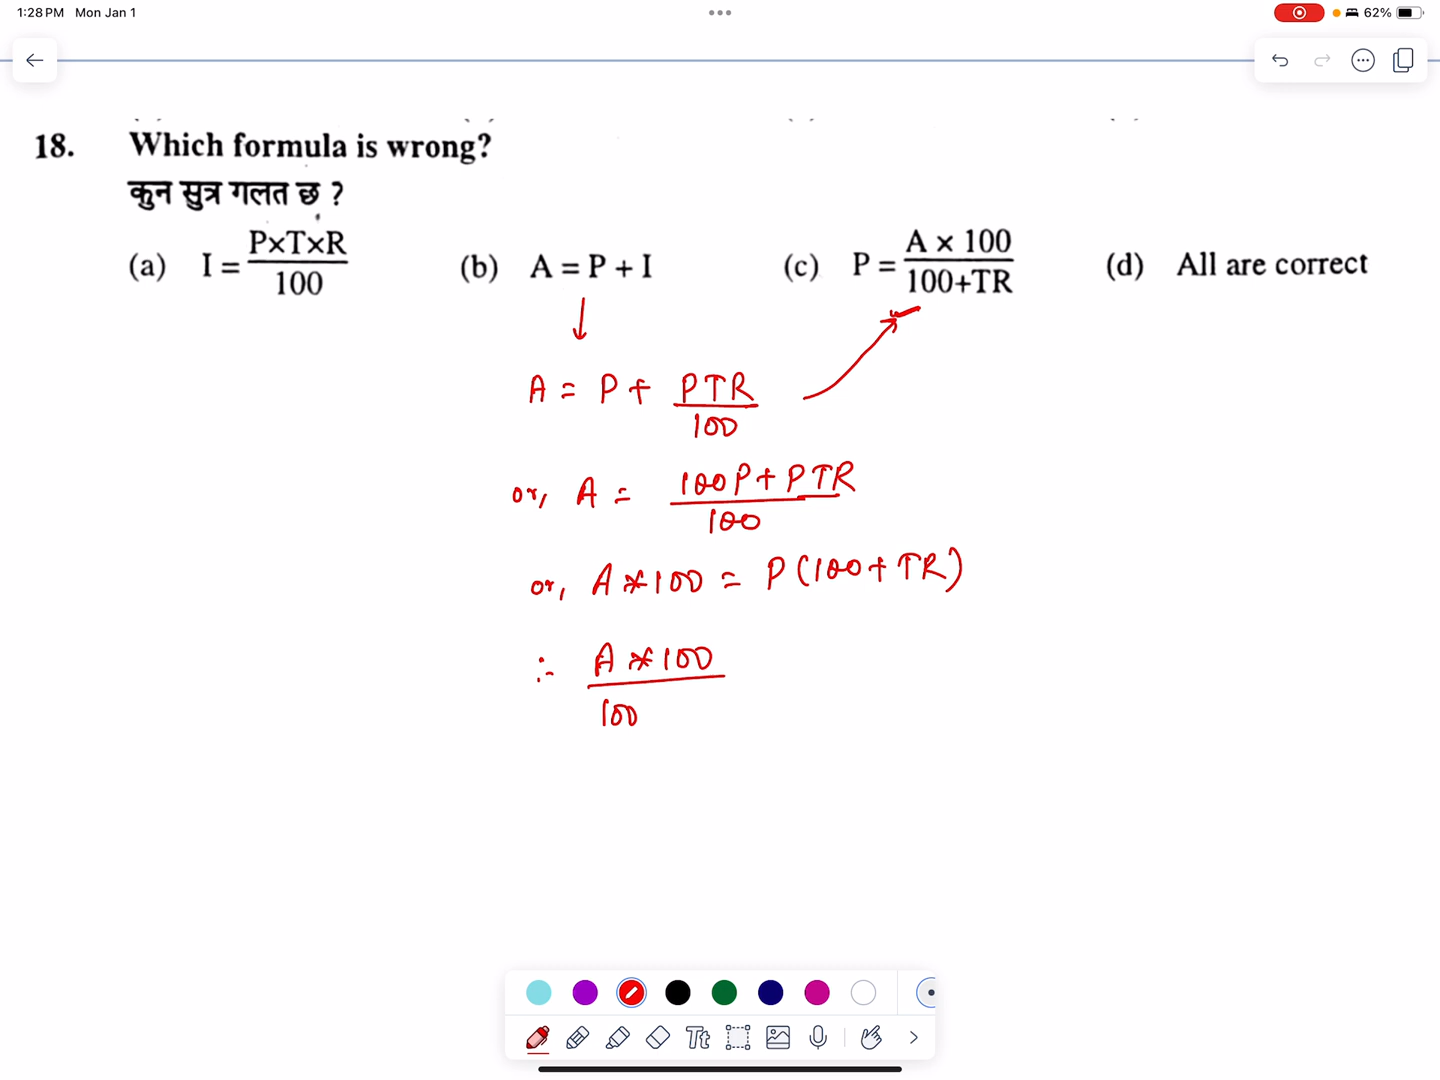 1:28 PM Mon Jan 1
62%
18. Which formula is wrong?
कुन सुत्र गलत छ ?
(a) I = P×T×R / 100 (b) A = P + I (c) P = A × 100 / 100+TR (d) All are correct
A = P + PTR / 100
or, A = 100P + PTR / 100
or, A * 100 = P(100 + TR)
∴ A * 100 / 100
Tt